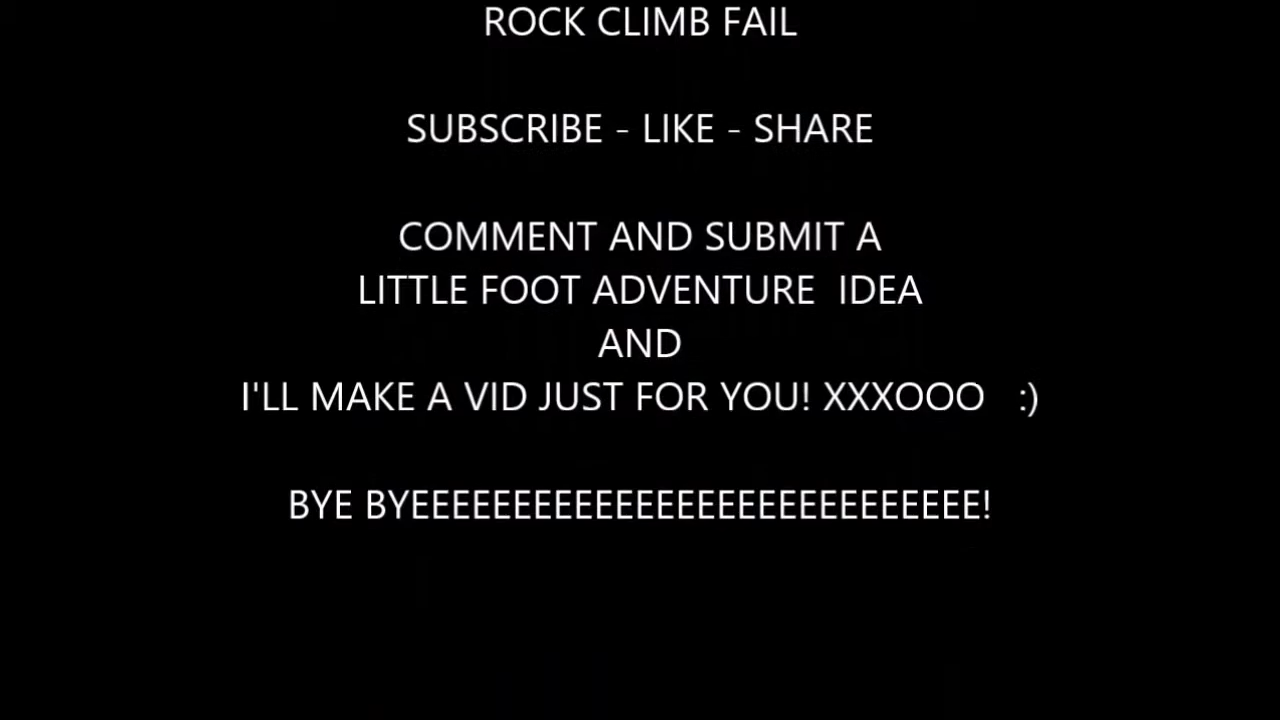 ROCK CLIMB FAIL
SUBSCRIBE - LIKE - SHARE
COMMENT AND SUBMIT A
LITTLE FOOT ADVENTURE  IDEA
AND
I'LL MAKE A VID JUST FOR YOU! XXXOOO   :)
BYE BYEEEEEEEEEEEEEEEEEEEEEEEEEEEE!